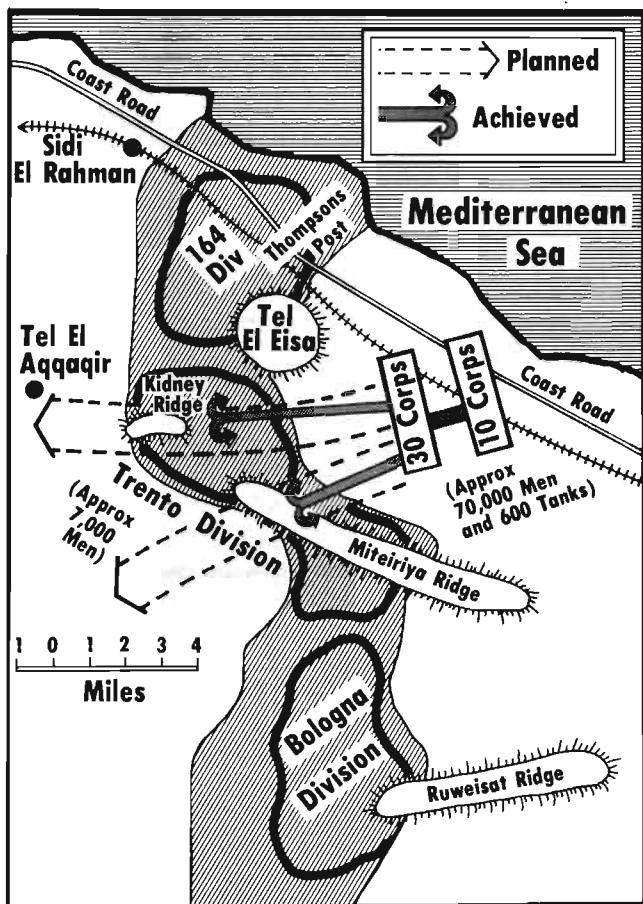 Planned
Achieved
Coast Road
Sidi
El Rahman
Mediterranean
Sea
164
Div
Thompsons
Post
Tel
El Eisa
Tel El
Aqqaqir
Kidney
Ridge
30 Corps
10 Corps
Coast Road
(Approx
70,000 Men
and 600 Tanks)
Trento Division
(Approx
7,000
Men)
Miteiriya Ridge
1 0 1 2 3 4
Miles
Bologna
Division
Ruweisat Ridge